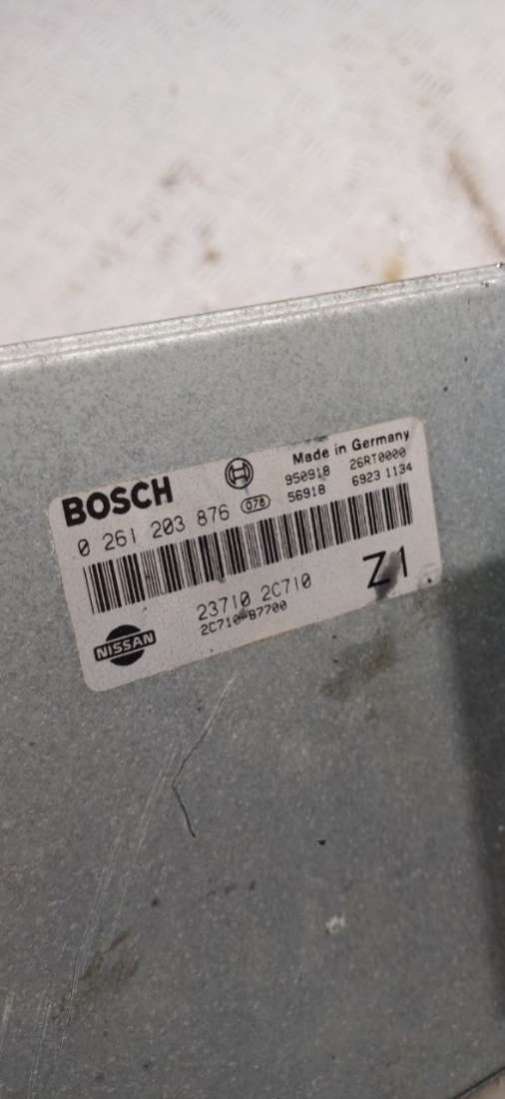 BOSCH
Made in Germany
950918 26RT0000
0 261 203 876 078 56918 6923 1134
23710 2C710 Z1
2C710-B7700
NISSAN